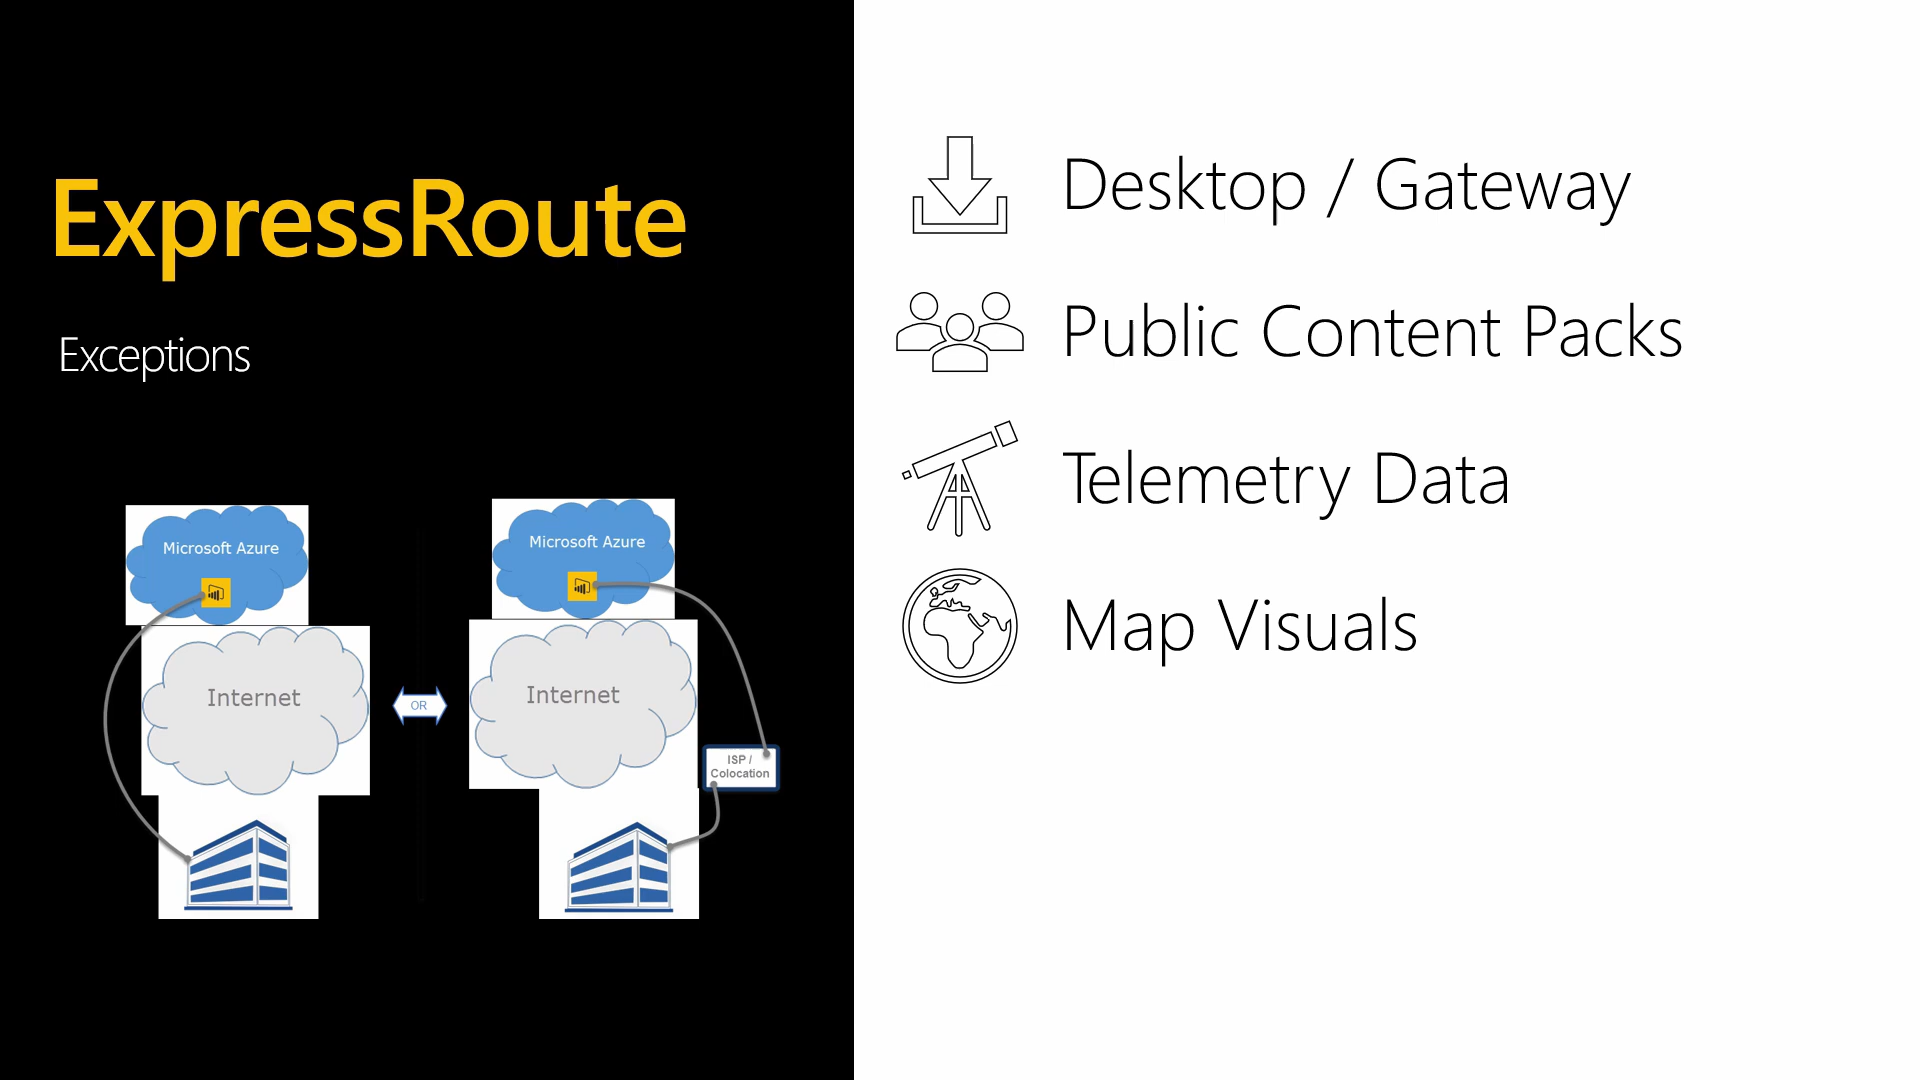 ExpressRoute
Exceptions
Microsoft Azure
Internet
OR
Microsoft Azure
Internet
ISP /
Colocation
Desktop / Gateway
Public Content Packs
Telemetry Data
Map Visuals